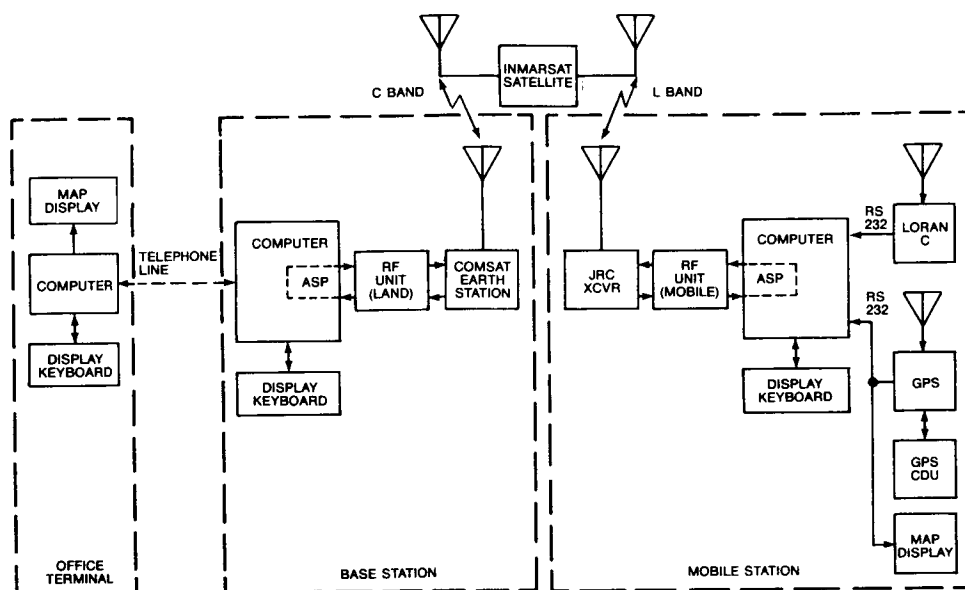 INMARSAT
SATELLITE
C BAND
L BAND
MAP
DISPLAY
COMPUTER
DISPLAY
KEYBOARD
OFFICE
TERMINAL
TELEPHONE
LINE
COMPUTER
ASP
RF
UNIT
(LAND)
COMSAT
EARTH
STATION
DISPLAY
KEYBOARD
BASE STATION
JRC
XCVR
RF
UNIT
(MOBILE)
COMPUTER
ASP
DISPLAY
KEYBOARD
RS
232
LORAN
C
RS
232
GPS
GPS
CDU
MAP
DISPLAY
MOBILE STATION